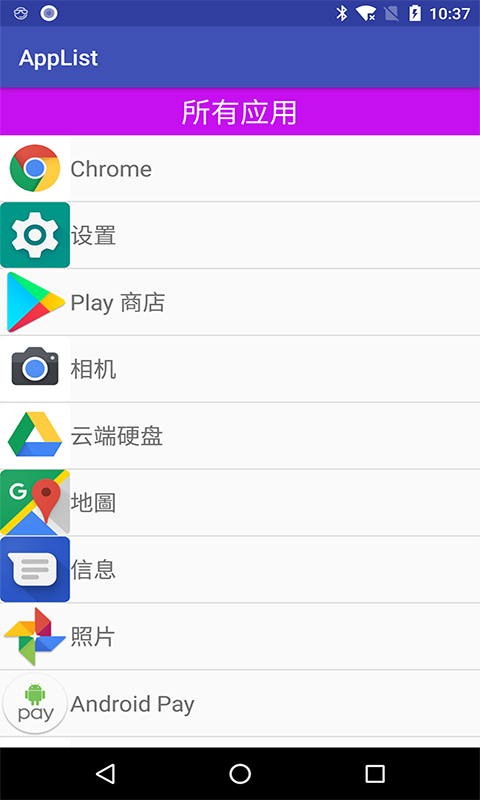 10:37
AppList
所有应用
Chrome
设置
Play 商店
相机
云端硬盘
G
地圖
信息
照片
pay
Android Pay